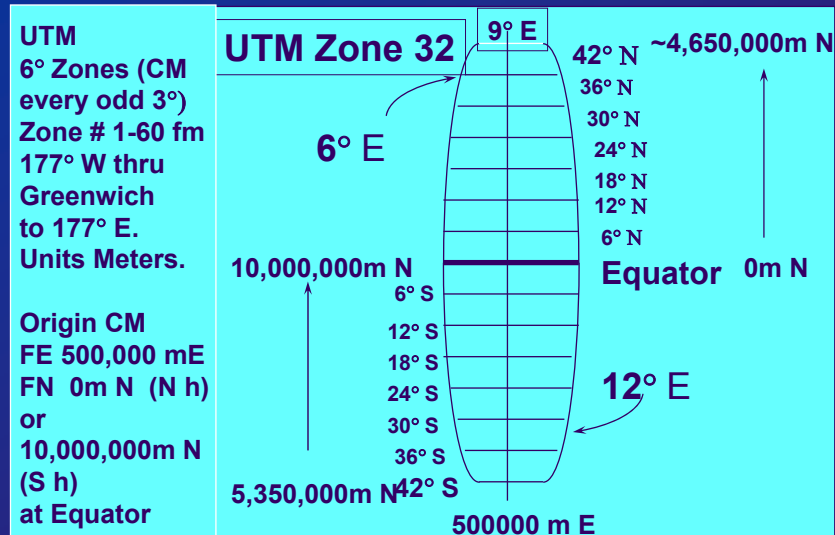 UTM
6° Zones (CM
every odd 3°)
Zone # 1-60 fm
177° W thru
Greenwich
to 177° E.
Units Meters.
Origin CM
FE 500,000 mE
FN 0m N (N h)
or
10,000,000m N
(S h)
at Equator
UTM Zone 32
9° E
6° E
42° N ~4,650,000m N
36° N
30° N
24° N
18° N
12° N
6° N
10,000,000m N
Equator 0m N
6° S
12° S
18° S
24° S
30° S
36° S
12° E
5,350,000m N 42° S
500000 m E